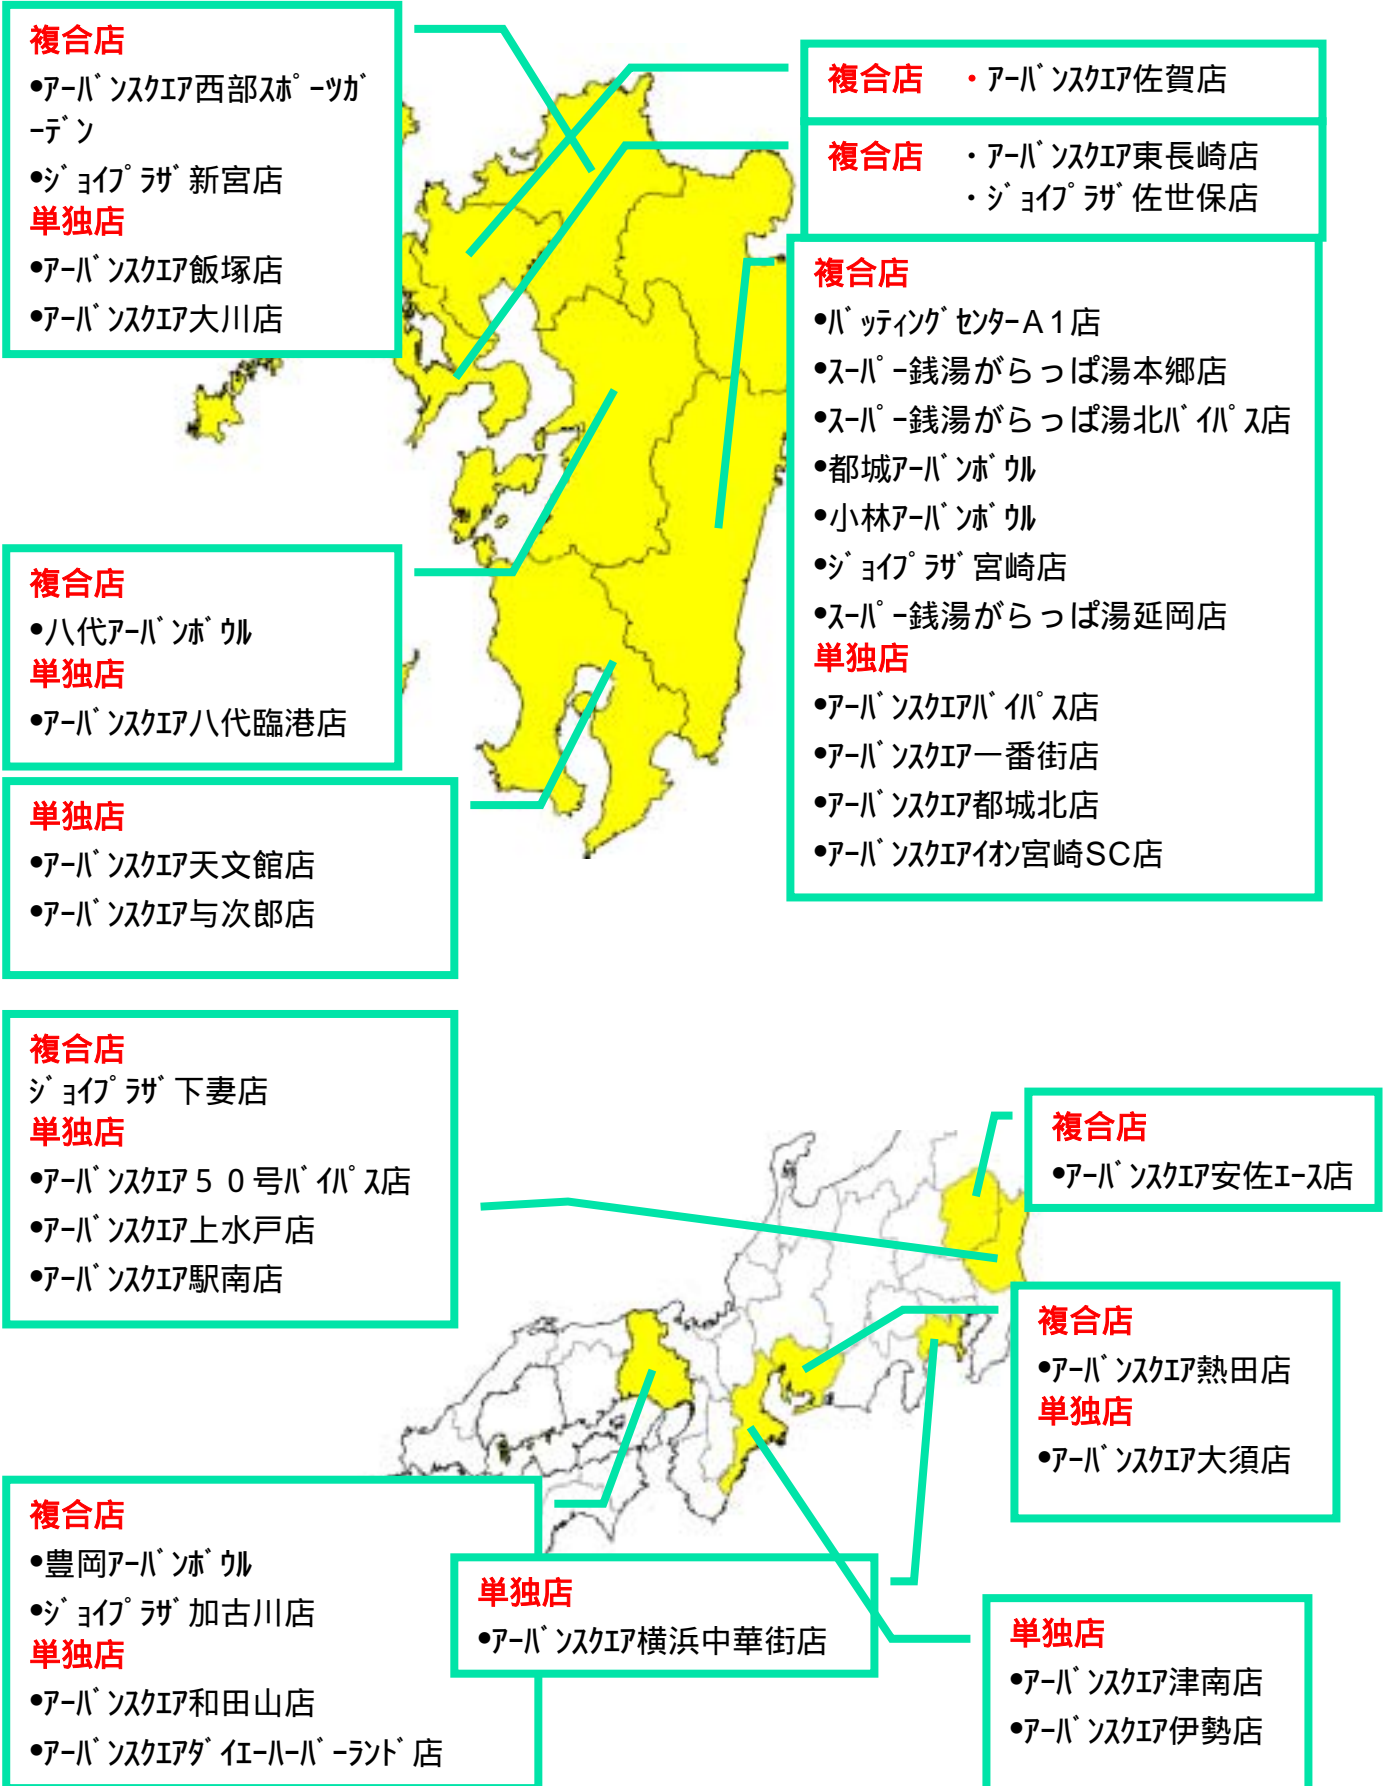 複合店
•ｱｰﾊﾞﾝｽｸｴｱ西部ｽﾎﾟｰﾂｶﾞ
ｰﾃﾞﾝ
•ｼﾞｮｲﾌﾟﾗｻﾞ新宮店
単独店
•ｱｰﾊﾞﾝｽｸｴｱ飯塚店
•ｱｰﾊﾞﾝｽｸｴｱ大川店
複合店　・ｱｰﾊﾞﾝｽｸｴｱ佐賀店
複合店　・ｱｰﾊﾞﾝｽｸｴｱ東長崎店
・ｼﾞｮｲﾌﾟﾗｻﾞ佐世保店
複合店
•ﾊﾞｯﾃｨﾝｸﾞｾﾝﾀｰA１店
•ｽｰﾊﾟｰ銭湯がらっぱ湯本郷店
•ｽｰﾊﾟｰ銭湯がらっぱ湯北ﾊﾞｲﾊﾟｽ店
•都城ｱｰﾊﾞﾝﾎﾞｳﾙ
•小林ｱｰﾊﾞﾝﾎﾞｳﾙ
•ｼﾞｮｲﾌﾟﾗｻﾞ宮崎店
•ｽｰﾊﾟｰ銭湯がらっぱ湯延岡店
単独店
•ｱｰﾊﾞﾝｽｸｴｱﾊﾞｲﾊﾟｽ店
•ｱｰﾊﾞﾝｽｸｴｱ一番街店
•ｱｰﾊﾞﾝｽｸｴｱ都城北店
•ｱｰﾊﾞﾝｽｸｴｱｲｵﾝ宮崎SC店
複合店
•八代ｱｰﾊﾞﾝﾎﾞｳﾙ
単独店
•ｱｰﾊﾞﾝｽｸｴｱ八代臨港店
単独店
•ｱｰﾊﾞﾝｽｸｴｱ天文館店
•ｱｰﾊﾞﾝｽｸｴｱ与次郎店
複合店
ｼﾞｮｲﾌﾟﾗｻﾞ下妻店
単独店
•ｱｰﾊﾞﾝｽｸｴｱ５０号ﾊﾞｲﾊﾟｽ店
•ｱｰﾊﾞﾝｽｸｴｱ上水戸店
•ｱｰﾊﾞﾝｽｸｴｱ駅南店
複合店
•ｱｰﾊﾞﾝｽｸｴｱ安佐ｴｰｽ店
複合店
•ｱｰﾊﾞﾝｽｸｴｱ熱田店
単独店
•ｱｰﾊﾞﾝｽｸｴｱ大須店
複合店
•豊岡ｱｰﾊﾞﾝﾎﾞｳﾙ
•ｼﾞｮｲﾌﾟﾗｻﾞ加古川店
単独店
•ｱｰﾊﾞﾝｽｸｴｱ和田山店
•ｱｰﾊﾞﾝｽｸｴｱﾀﾞｲｴｰﾊｰﾊﾞｰﾗﾝﾄﾞ店
単独店
•ｱｰﾊﾞﾝｽｸｴｱ横浜中華街店
単独店
•ｱｰﾊﾞﾝｽｸｴｱ津南店
•ｱｰﾊﾞﾝｽｸｴｱ伊勢店